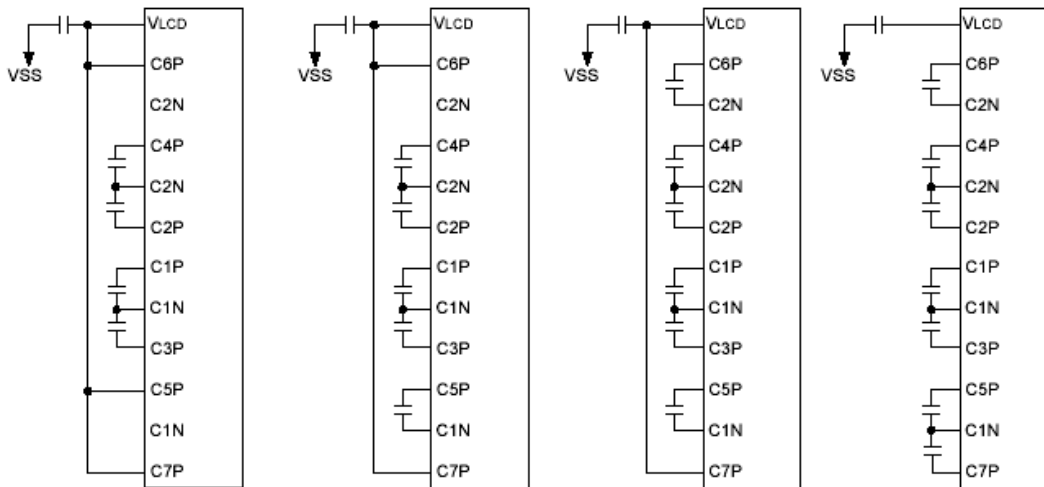 VLCD VLCD VLCD VLCD
VSS C6P VSS C6P VSS C6P VSS C6P
C2N C2N C2N C2N
C4P C4P C4P C4P
C2N C2N C2N C2N
C2P C2P C2P C2P
C1P C1P C1P C1P
C1N C1N C1N C1N
C3P C3P C3P C3P
C5P C5P C5P C5P
C1N C1N C1N C1N
C7P C7P C7P C7P